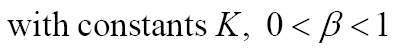 with constants K, 0 < β < 1